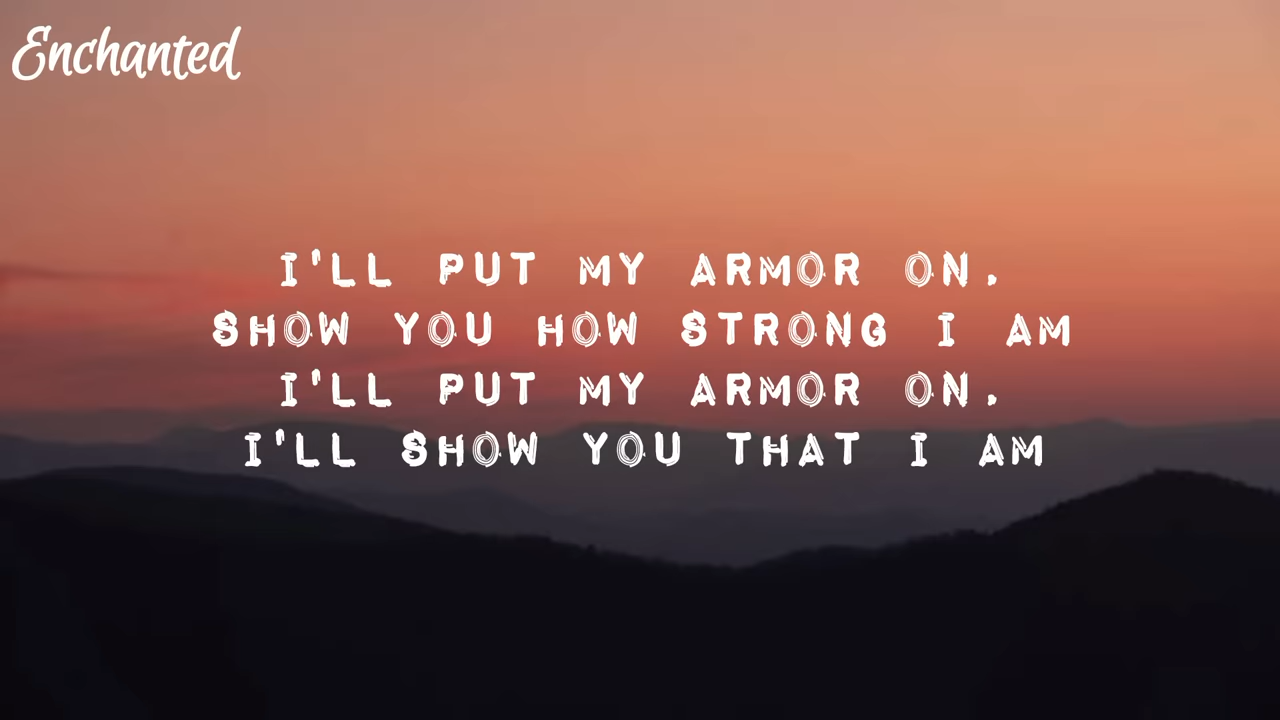 Enchanted
I'LL PUT MY ARMOR ON,
SHOW YOU HOW STRONG I AM
I'LL PUT MY ARMOR ON,
I'LL SHOW YOU THAT I AM